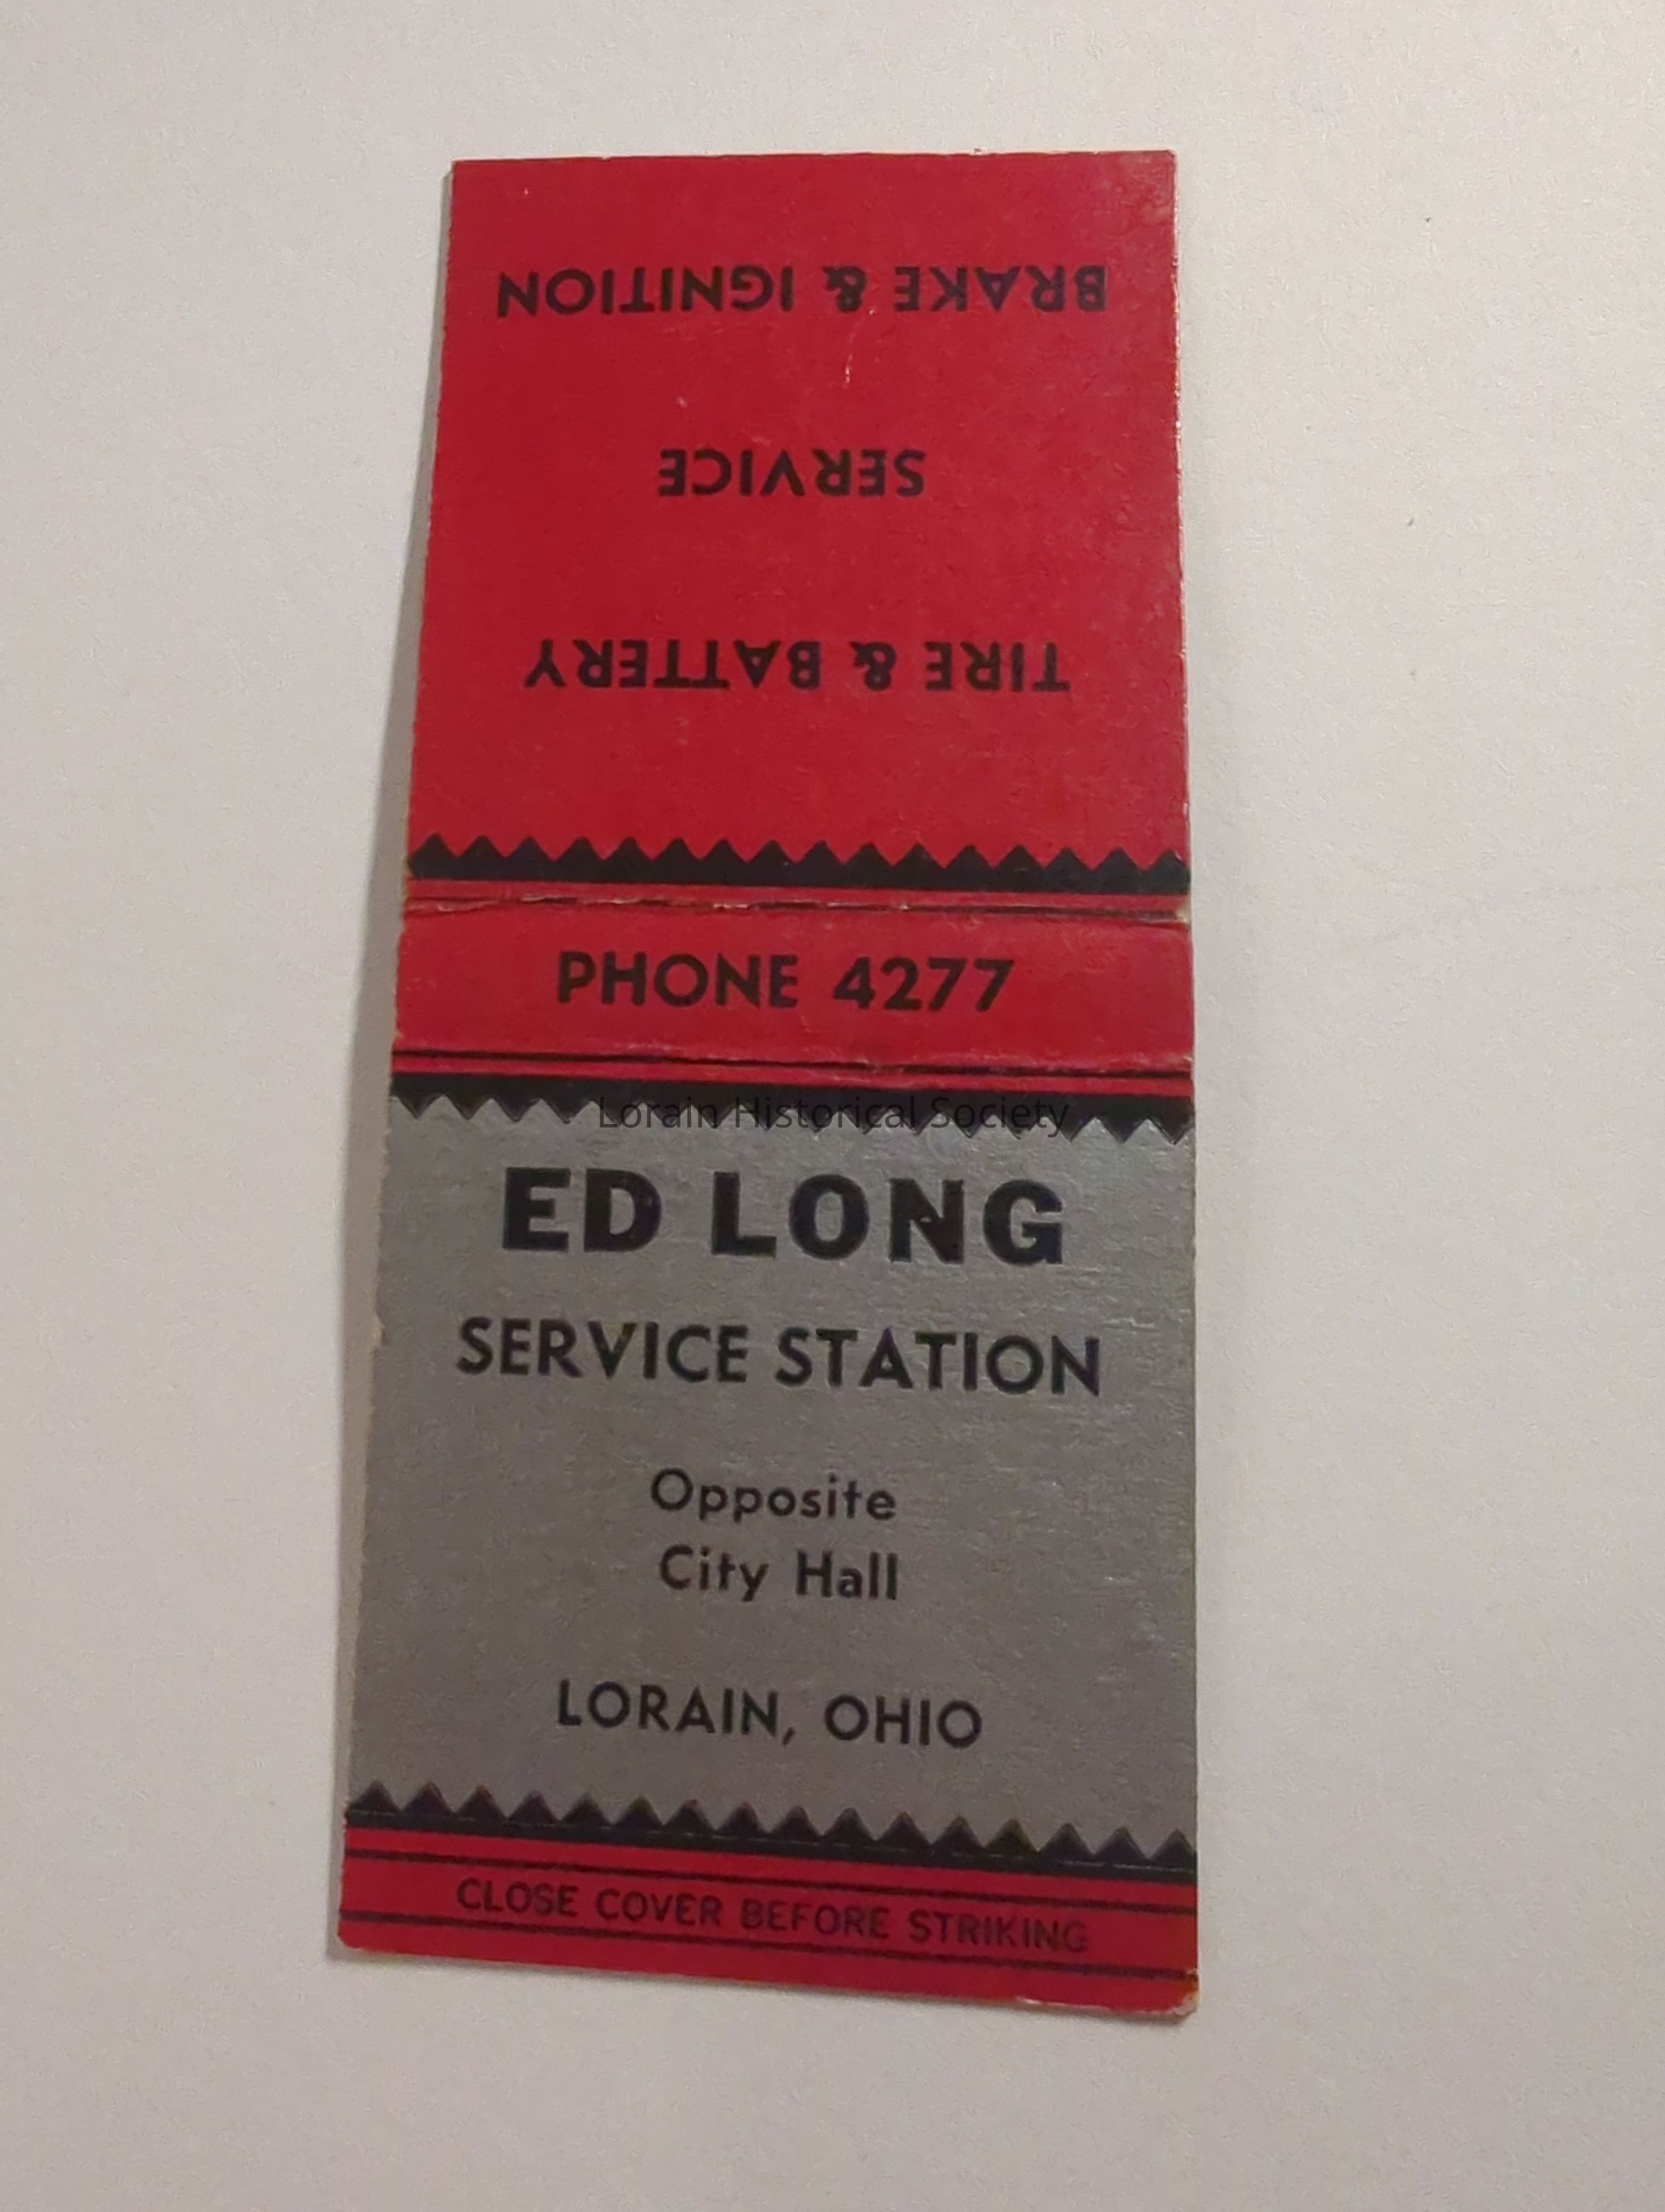 TIRE & BATTERY
SERVICE
BRAKE & IGNITION
PHONE 4277
Lorain Historical Society
ED LONG
SERVICE STATION
Opposite
City Hall
LORAIN, OHIO
CLOSE COVER BEFORE STRIKING